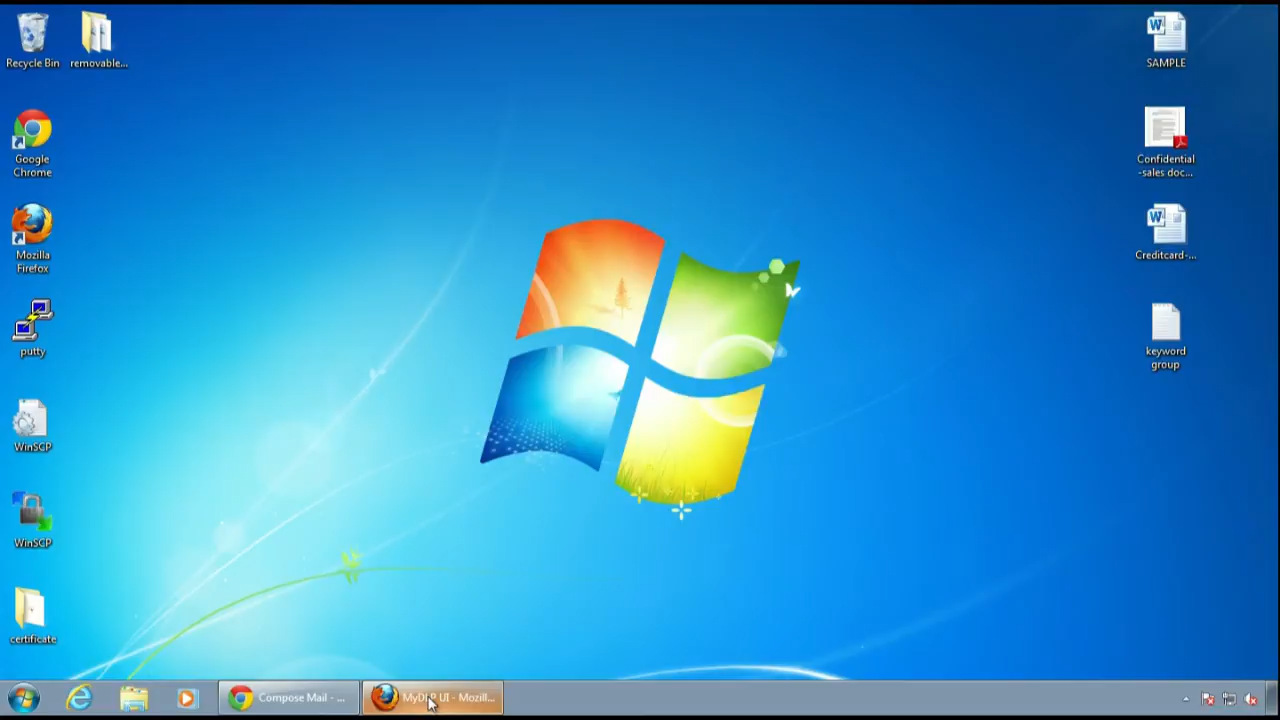 Recycle Bin
removable...
Google
Chrome
Mozilla
Firefox
putty
WinSCP
WinSCP
certificate
SAMPLE
Confidential
-sales doc...
Creditcard-...
keyword
group
Compose Mail - ...
MyDLP UI - Mozill...